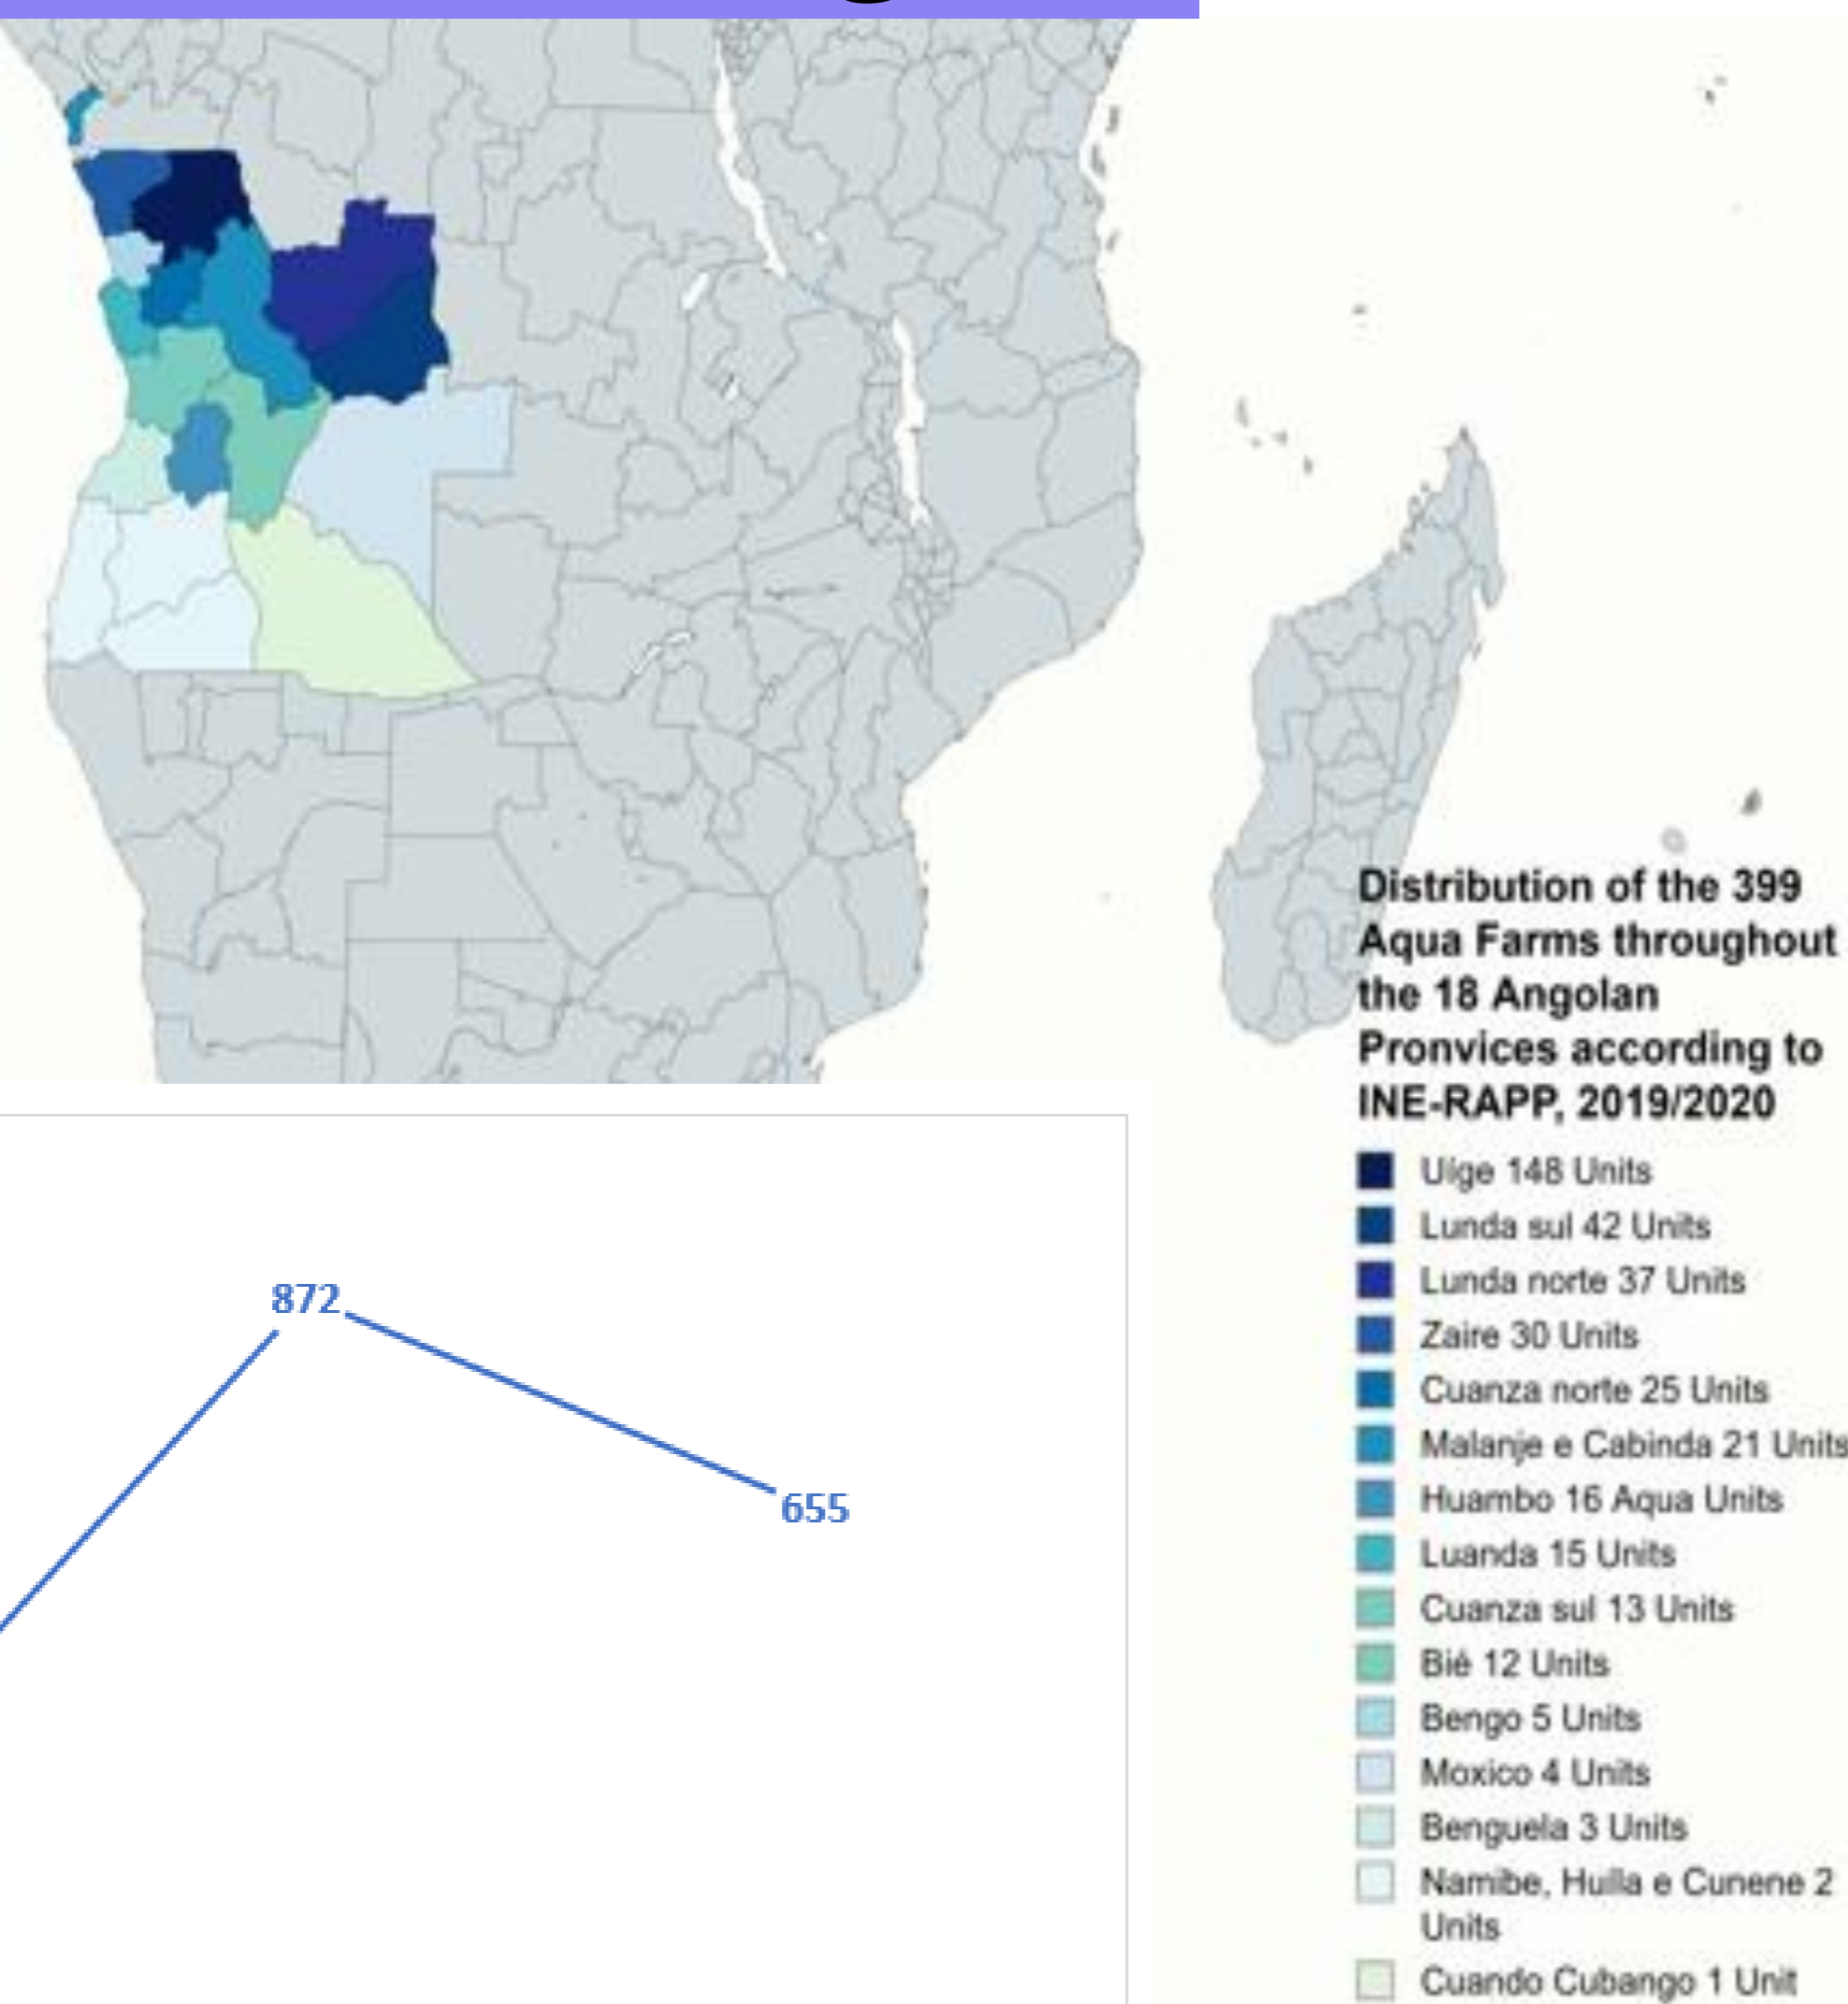 Distribution of the 399
Aqua Farms throughout
the 18 Angolan
Pronvices according to
INE-RAPP, 2019/2020
Uíge 148 Units
Lunda sul 42 Units
Lunda norte 37 Units
Zaire 30 Units
Cuanza norte 25 Units
Malanje e Cabinda 21 Units
Huambo 16 Aqua Units
Luanda 15 Units
Cuanza sul 13 Units
Bié 12 Units
Bengo 5 Units
Moxico 4 Units
Benguela 3 Units
Namibe, Huíla e Cunene 2
Units
Cuando Cubango 1 Unit
872
655